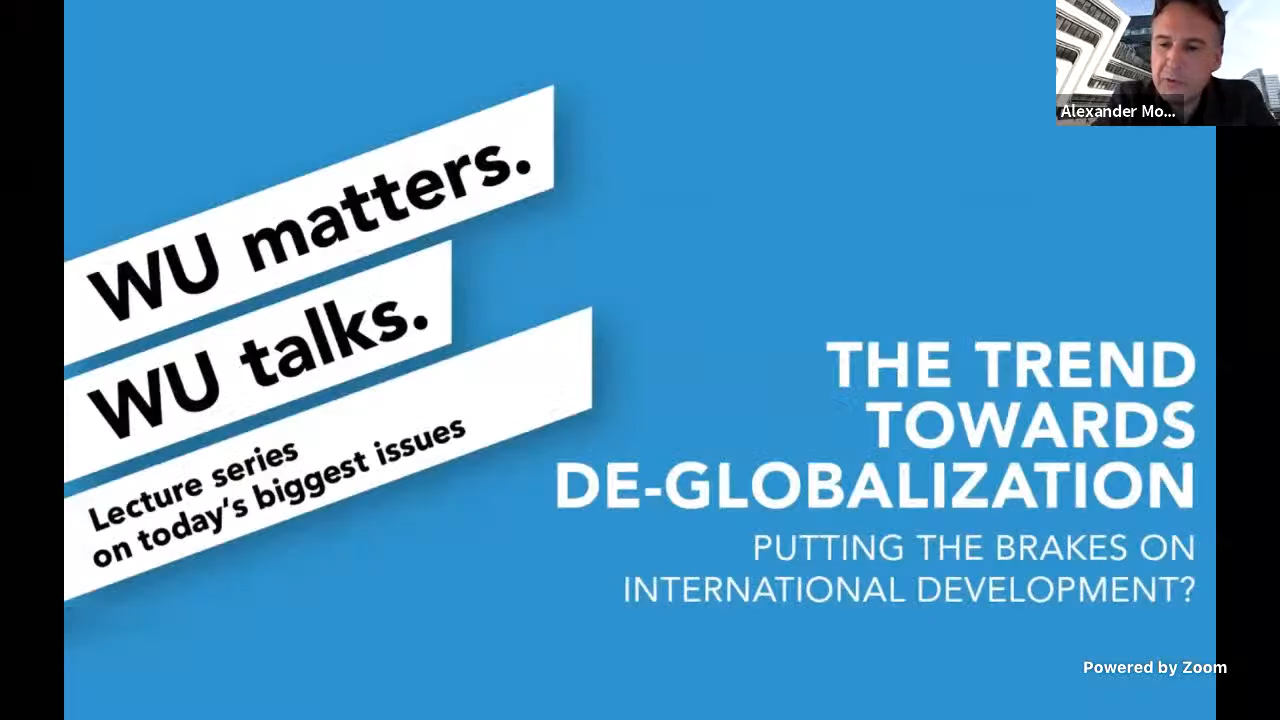 Alexander Mo...
WU matters.
WU talks.
Lecture series
on today's biggest issues
THE TREND
TOWARDS
DE-GLOBALIZATION
PUTTING THE BRAKES ON
INTERNATIONAL DEVELOPMENT?
Powered by Zoom